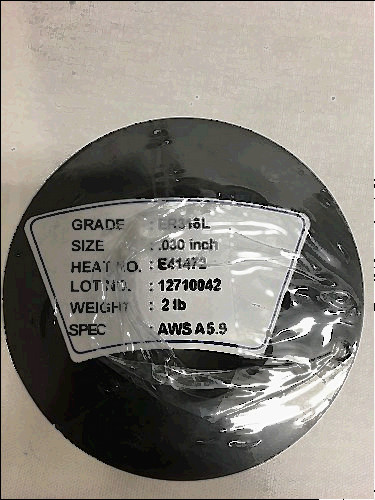 GRADE : ER316L
SIZE : .030 inch
HEAT NO. : E41472
LOT NO. : 12710042
WEIGHT : 2 lb
SPEC : AWS A5.9